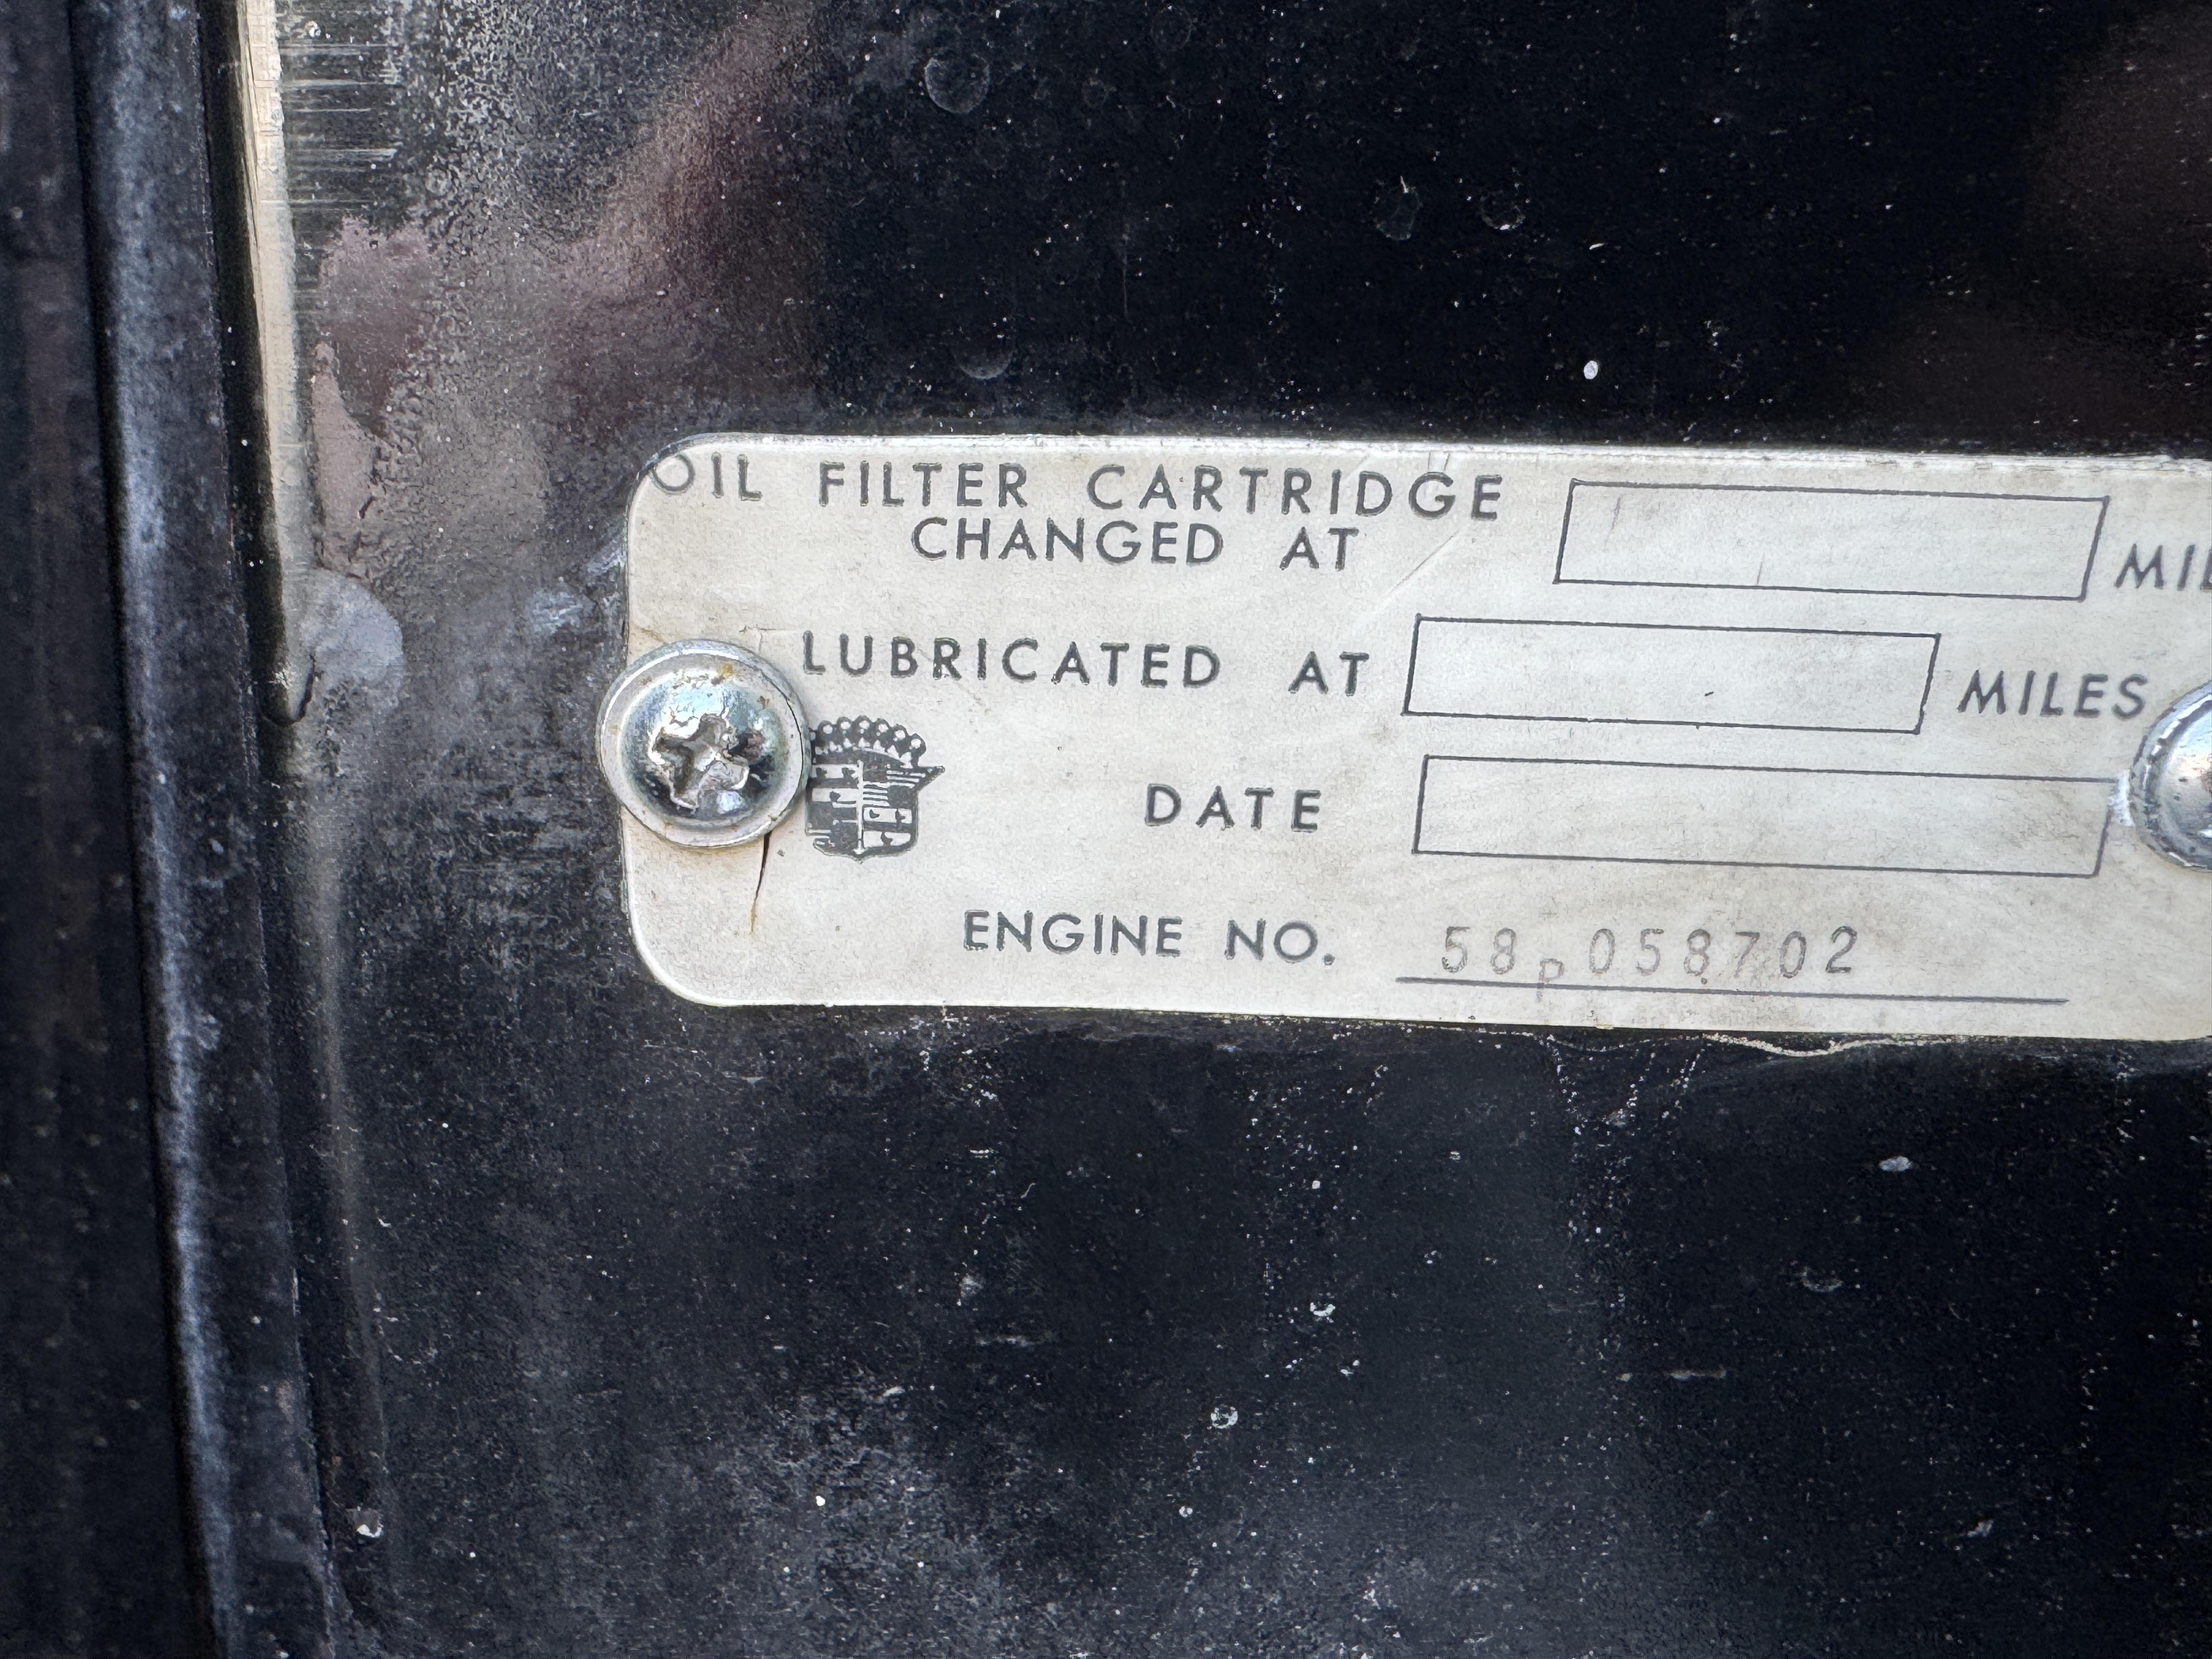 OIL FILTER CARTRIDGE
CHANGED AT
LUBRICATED AT MILES
DATE
ENGINE NO. 58P058702